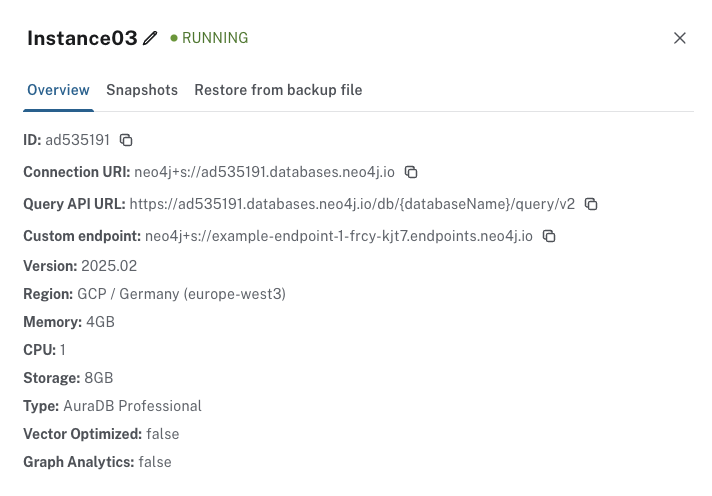 Instance03 RUNNING
Overview Snapshots Restore from backup file
ID: ad535191
Connection URI: neo4j+s://ad535191.databases.neo4j.io
Query API URL: https://ad535191.databases.neo4j.io/db/{databaseName}/query/v2
Custom endpoint: neo4j+s://example-endpoint-1-frcy-kjt7.endpoints.neo4j.io
Version: 2025.02
Region: GCP / Germany (europe-west3)
Memory: 4GB
CPU: 1
Storage: 8GB
Type: AuraDB Professional
Vector Optimized: false
Graph Analytics: false